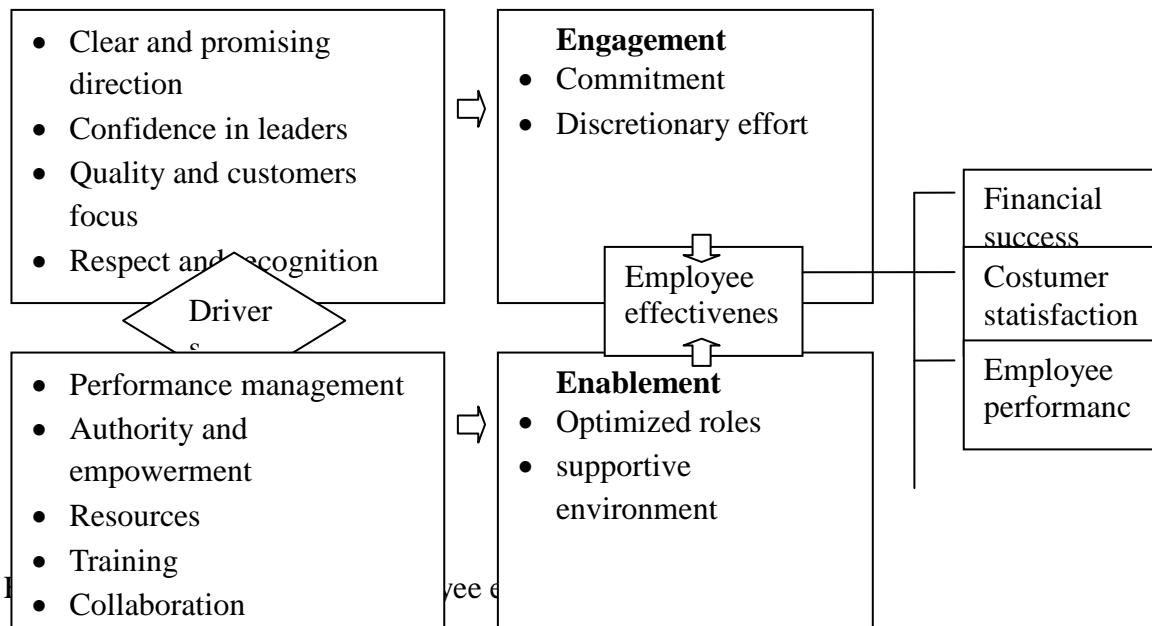 • Clear and promising
direction
• Confidence in leaders
• Quality and customers
focus
• Respect and recognition
Driver
s
• Performance management
• Authority and
empowerment
• Resources
• Training
• Collaboration
Engagement
• Commitment
• Discretionary effort
Employee
effectivenes
Enablement
• Optimized roles
• supportive
environment
Financial
success
Costumer
statisfaction
Employee
performanc